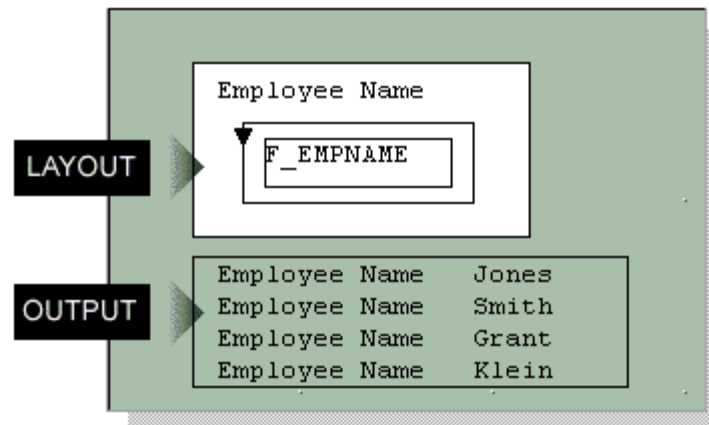 Employee Name
F_EMPNAME
LAYOUT
Employee Name Jones
OUTPUT
Employee Name Smith
Employee Name Grant
Employee Name Klein